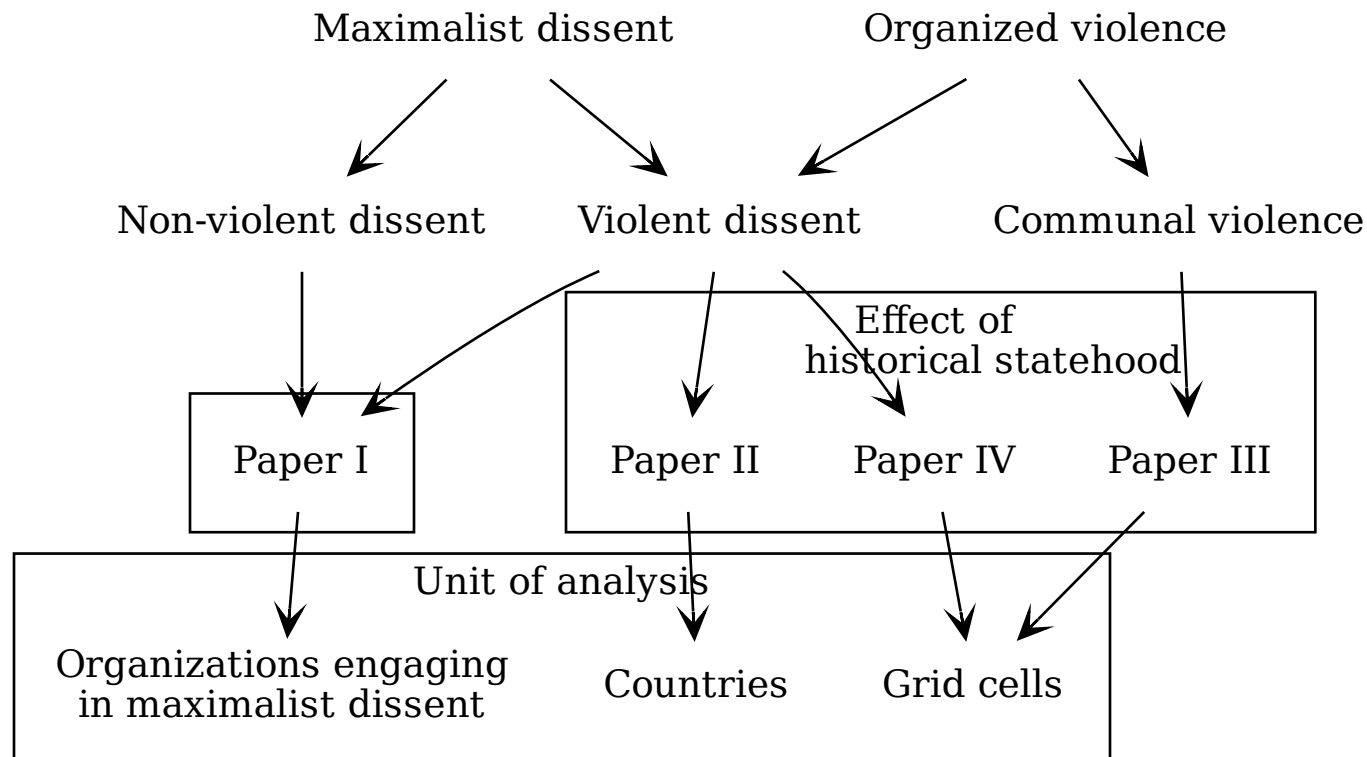 Maximalist dissent
Organized violence
Non-violent dissent
Violent dissent
Communal violence
Effect of
historical statehood
Paper I
Paper II
Paper IV
Paper III
Unit of analysis
Organizations engaging
in maximalist dissent
Countries
Grid cells